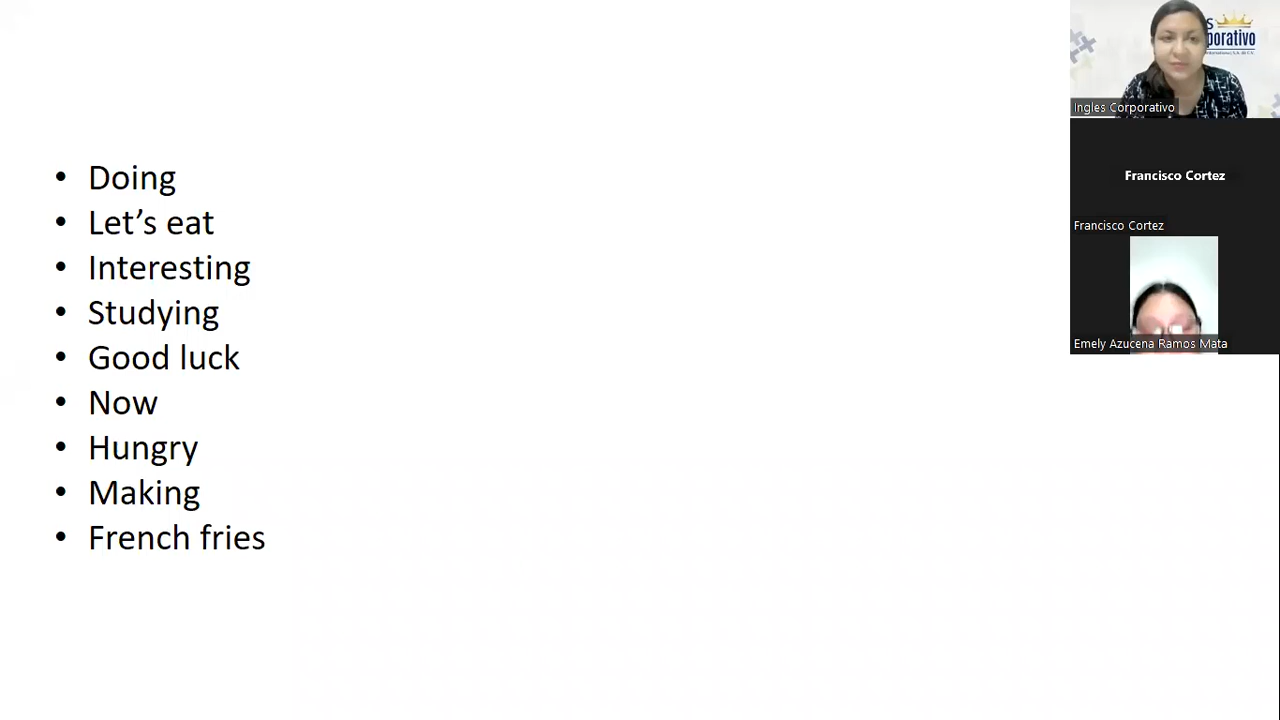 • Doing
• Let’s eat
• Interesting
• Studying
• Good luck
• Now
• Hungry
• Making
• French fries
porativo
Ingles Corporativo
Francisco Cortez
Francisco Cortez
Emely Azucena Ramos Mata